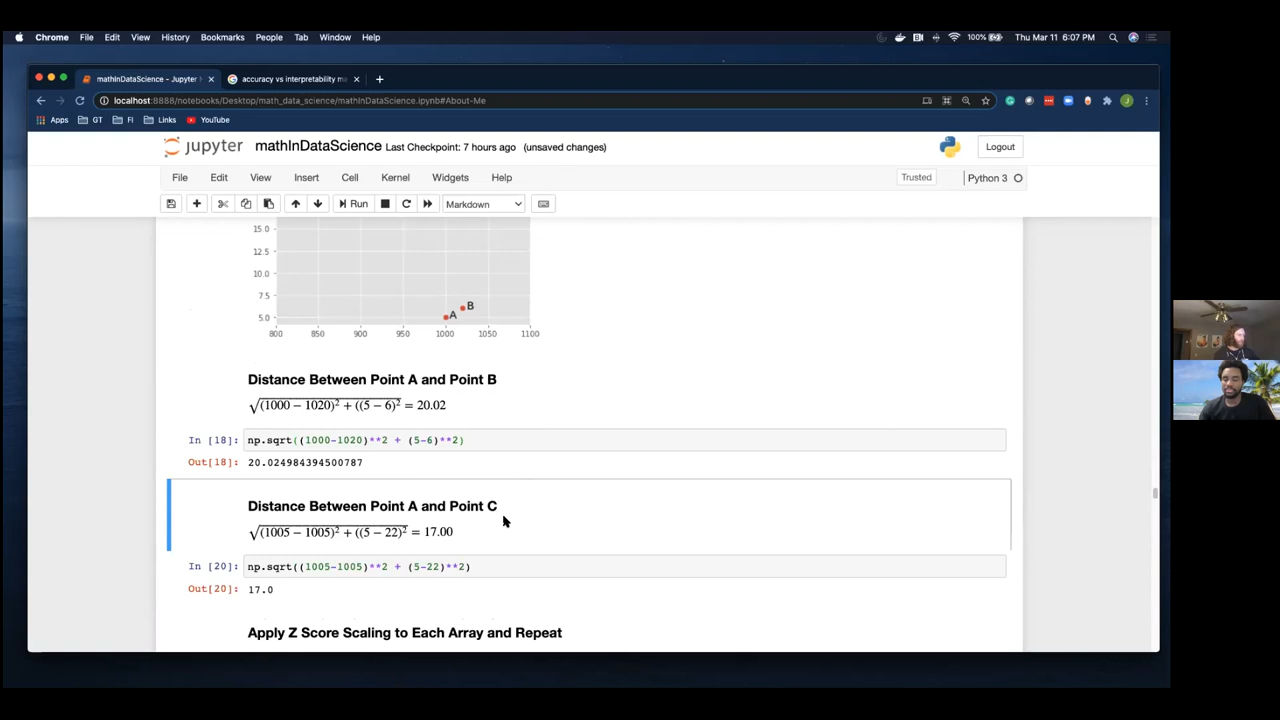 Chrome File Edit View History Bookmarks People Tab Window Help 100% Thu Mar 11 6:07 PM
mathInDataScience - Jupyter N × accuracy vs interpretability ma × +
localhost:8888/notebooks/Desktop/math_data_science/mathInDataScience.ipynb#About-Me
Apps GT FI Links YouTube
jupyter mathInDataScience Last Checkpoint: 7 hours ago (unsaved changes) Logout
File Edit View Insert Cell Kernel Widgets Help Trusted Python 3
Run Markdown
15.0
12.5
10.0
7.5
B
5.0
A
800 850 900 950 1000 1050 1100
Distance Between Point A and Point B
√(1000 − 1020)² + ((5 − 6)² = 20.02
In [18]: np.sqrt((1000-1020)**2 + (5-6)**2)
Out[18]: 20.024984394500787
Distance Between Point A and Point C
√(1005 − 1005)² + ((5 − 22)² = 17.00
In [20]: np.sqrt((1005-1005)**2 + (5-22)**2)
Out[20]: 17.0
Apply Z Score Scaling to Each Array and Repeat